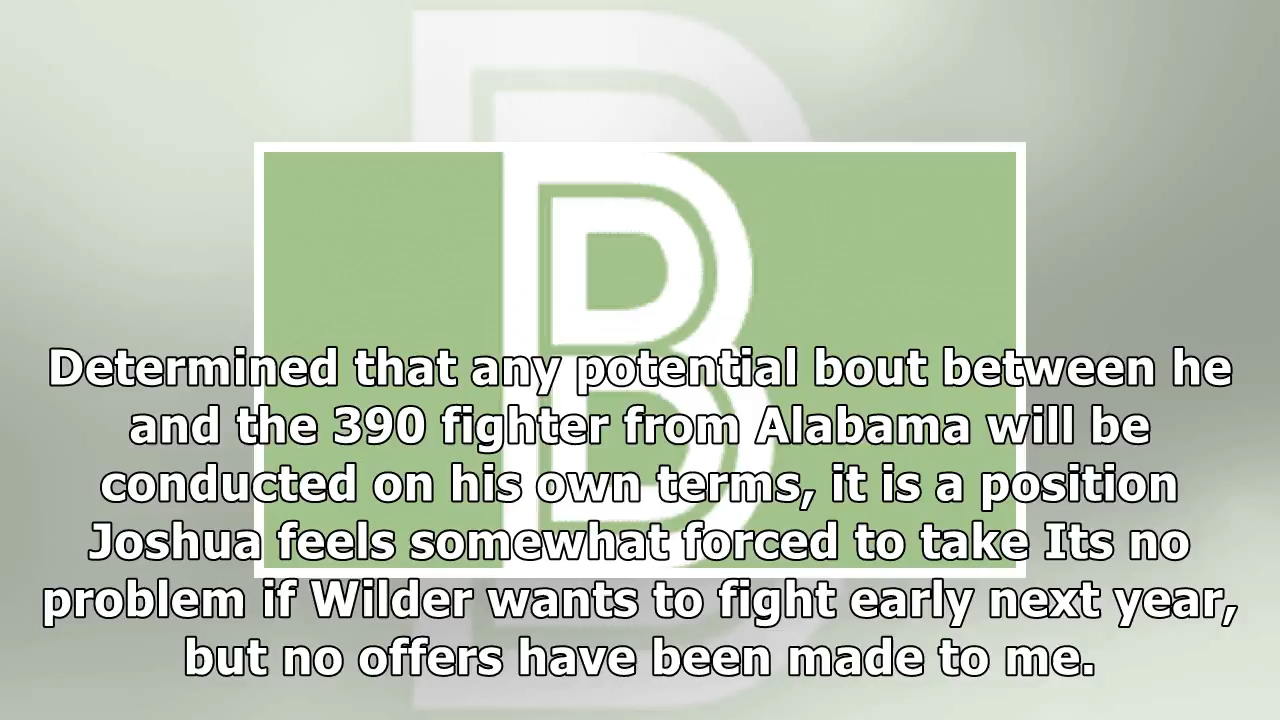 B
Determined that any potential bout between he
and the 390 fighter from Alabama will be
conducted on his own terms, it is a position
Joshua feels somewhat forced to take Its no
problem if Wilder wants to fight early next year,
but no offers have been made to me.